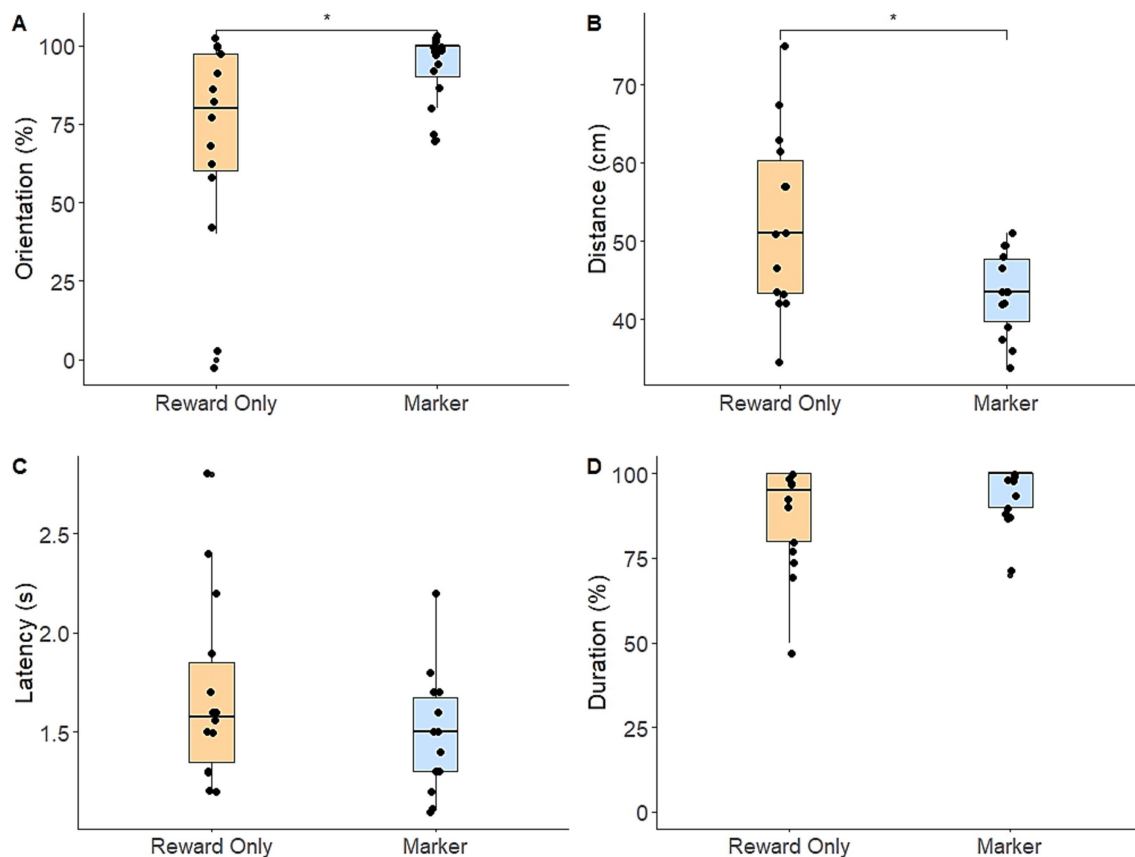 A
*
Orientation (%)
100
75
50
25
0
Reward Only
Marker
B
*
Distance (cm)
70
60
50
40
Reward Only
Marker
C
Latency (s)
2.5
2.0
1.5
Reward Only
Marker
D
Duration (%)
100
75
50
25
0
Reward Only
Marker